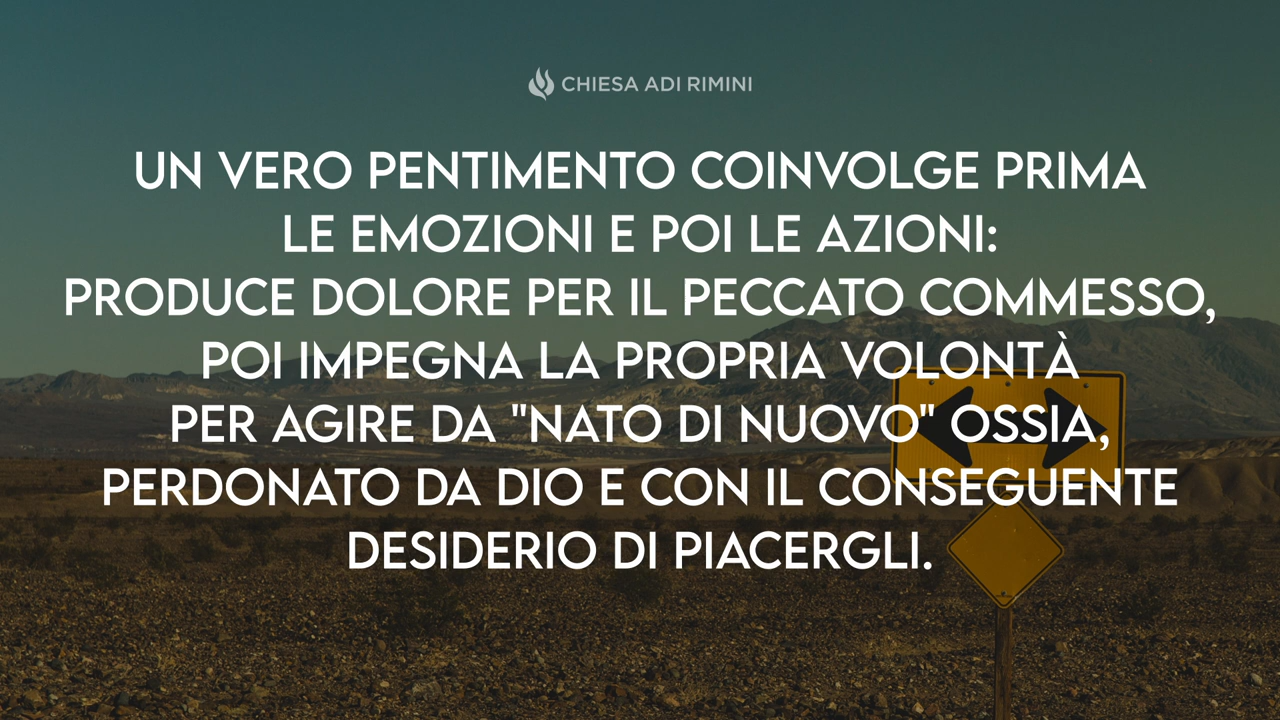 CHIESA ADI RIMINI
UN VERO PENTIMENTO COINVOLGE PRIMA
LE EMOZIONI E POI LE AZIONI:
PRODUCE DOLORE PER IL PECCATO COMMESSO,
POI IMPEGNA LA PROPRIA VOLONTÀ
PER AGIRE DA "NATO DI NUOVO" OSSIA,
PERDONATO DA DIO E CON IL CONSEGUENTE
DESIDERIO DI PIACERGLI.